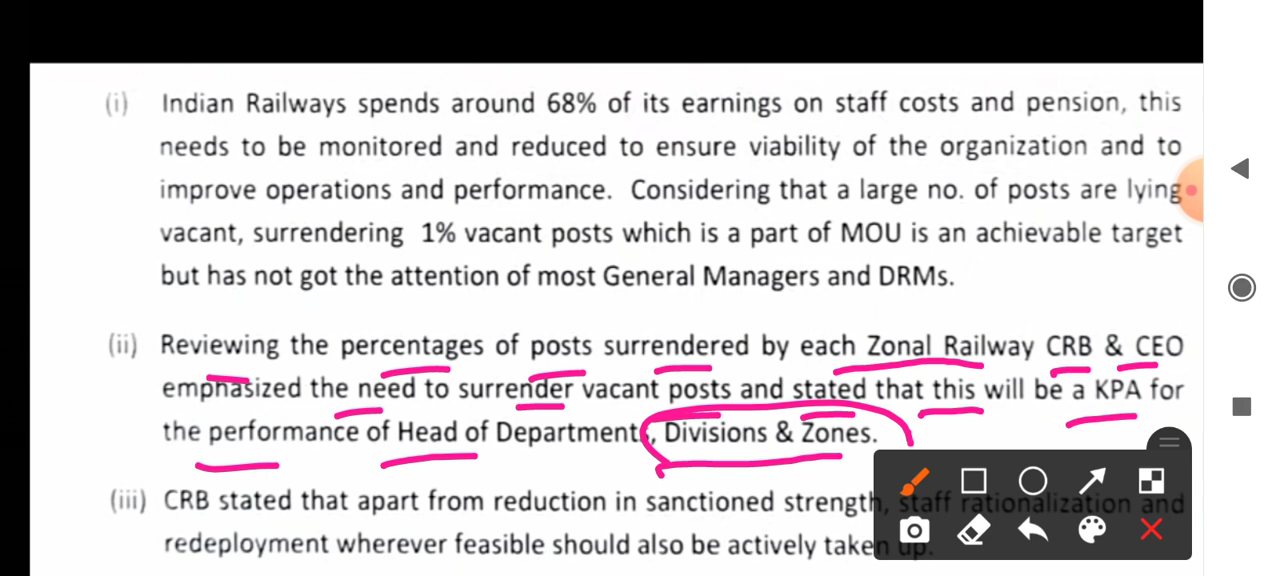 (i) Indian Railways spends around 68% of its earnings on staff costs and pension, this
needs to be monitored and reduced to ensure viability of the organization and to
improve operations and performance. Considering that a large no. of posts are lying
vacant, surrendering 1% vacant posts which is a part of MOU is an achievable target
but has not got the attention of most General Managers and DRMs.
(ii) Reviewing the percentages of posts surrendered by each Zonal Railway CRB & CEO
emphasized the need to surrender vacant posts and stated that this will be a KPA for
the performance of Head of Departments, Divisions & Zones.
(iii) CRB stated that apart from reduction in sanctioned strength, staff rationalization and
redeployment wherever feasible should also be actively taken up.